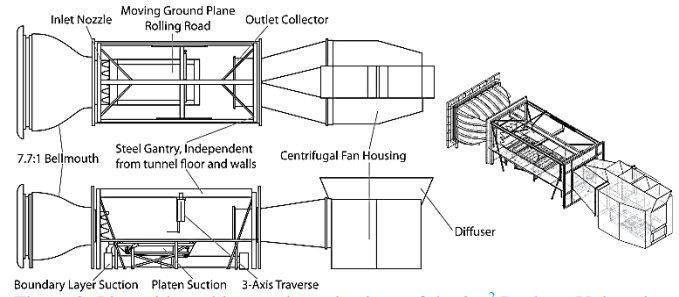 Inlet Nozzle
Moving Ground Plane
Rolling Road
Outlet Collector
7.7:1 Bellmouth
Steel Gantry, Independent
from tunnel floor and walls
Centrifugal Fan Housing
Diffuser
Boundary Layer Suction
Platen Suction
3-Axis Traverse